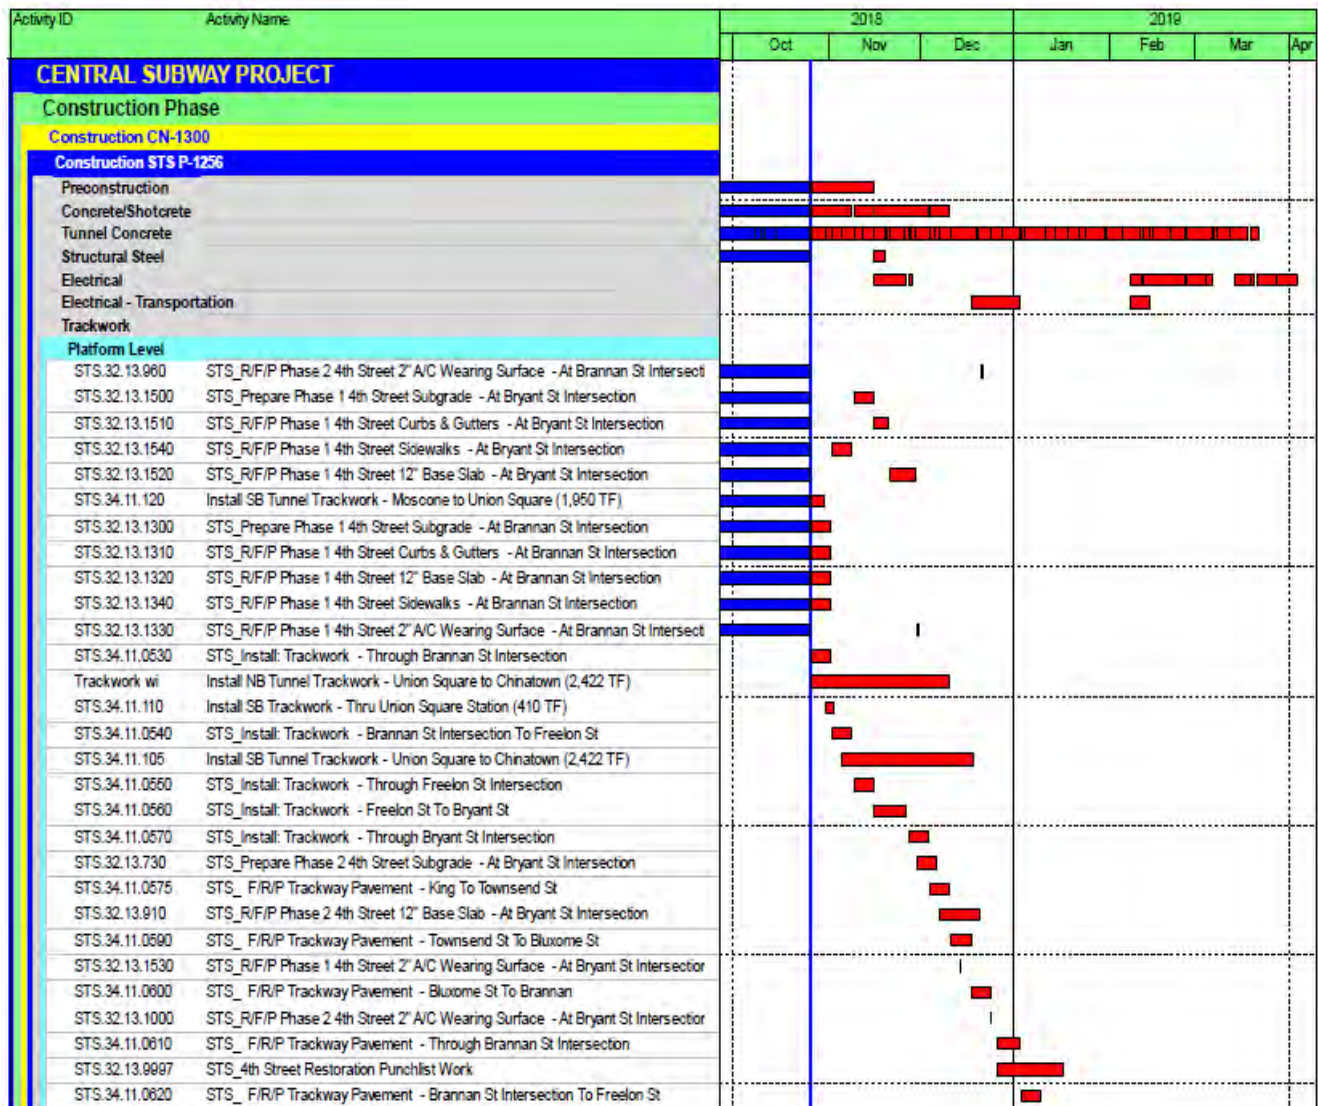 Activity ID Activity Name 2018 2019
Oct Nov Dec Jan Feb Mar Apr
CENTRAL SUBWAY PROJECT
Construction Phase
Construction CN-1300
Construction STS P-1256
Preconstruction
Concrete/Shotcrete
Tunnel Concrete
Structural Steel
Electrical
Electrical - Transportation
Trackwork
Platform Level
STS.32.13.960 STS_R/F/P Phase 2 4th Street 2" A/C Wearing Surface - At Brannan St Intersecti
STS.32.13.1500 STS_Prepare Phase 1 4th Street Subgrade - At Bryant St Intersection
STS.32.13.1510 STS_R/F/P Phase 1 4th Street Curbs & Gutters - At Bryant St Intersection
STS.32.13.1540 STS_R/F/P Phase 1 4th Street Sidewalks - At Bryant St Intersection
STS.32.13.1520 STS_R/F/P Phase 1 4th Street 12" Base Slab - At Bryant St Intersection
STS.34.11.120 Install SB Tunnel Trackwork - Moscone to Union Square (1,950 TF)
STS.32.13.1300 STS_Prepare Phase 1 4th Street Subgrade - At Brannan St Intersection
STS.32.13.1310 STS_R/F/P Phase 1 4th Street Curbs & Gutters - At Brannan St Intersection
STS.32.13.1320 STS_R/F/P Phase 1 4th Street 12" Base Slab - At Brannan St Intersection
STS.32.13.1340 STS_R/F/P Phase 1 4th Street Sidewalks - At Brannan St Intersection
STS.32.13.1330 STS_R/F/P Phase 1 4th Street 2" A/C Wearing Surface - At Brannan St Intersecti
STS.34.11.0530 STS_Install: Trackwork - Through Brannan St Intersection
Trackwork wi Install NB Tunnel Trackwork - Union Square to Chinatown (2,422 TF)
STS.34.11.110 Install SB Trackwork - Thru Union Square Station (410 TF)
STS.34.11.0540 STS_Install: Trackwork - Brannan St Intersection To Freelon St
STS.34.11.105 Install SB Tunnel Trackwork - Union Square to Chinatown (2,422 TF)
STS.34.11.0550 STS_Install: Trackwork - Through Freelon St Intersection
STS.34.11.0560 STS_Install: Trackwork - Freelon St To Bryant St
STS.34.11.0570 STS_Install: Trackwork - Through Bryant St Intersection
STS.32.13.730 STS_Prepare Phase 2 4th Street Subgrade - At Bryant St Intersection
STS.34.11.0575 STS_ F/R/P Trackway Pavement - King To Townsend St
STS.32.13.910 STS_R/F/P Phase 2 4th Street 12" Base Slab - At Bryant St Intersection
STS.34.11.0590 STS_ F/R/P Trackway Pavement - Townsend St To Bluxome St
STS.32.13.1530 STS_R/F/P Phase 1 4th Street 2" A/C Wearing Surface - At Bryant St Intersection
STS.34.11.0600 STS_ F/R/P Trackway Pavement - Bluxome St To Brannan
STS.32.13.1000 STS_R/F/P Phase 2 4th Street 2" A/C Wearing Surface - At Bryant St Intersection
STS.34.11.0610 STS_ F/R/P Trackway Pavement - Through Brannan St Intersection
STS.32.13.9997 STS_4th Street Restoration Punchlist Work
STS.34.11.0620 STS_ F/R/P Trackway Pavement - Brannan St Intersection To Freelon St